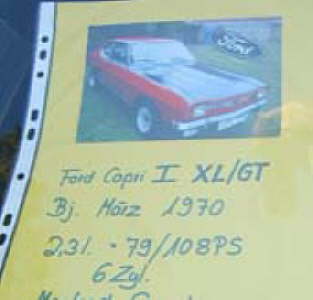 Ford
Ford Capri I XL/GT
Bj. März 1970
2,3l. - 79/108PS
6 Zyl.